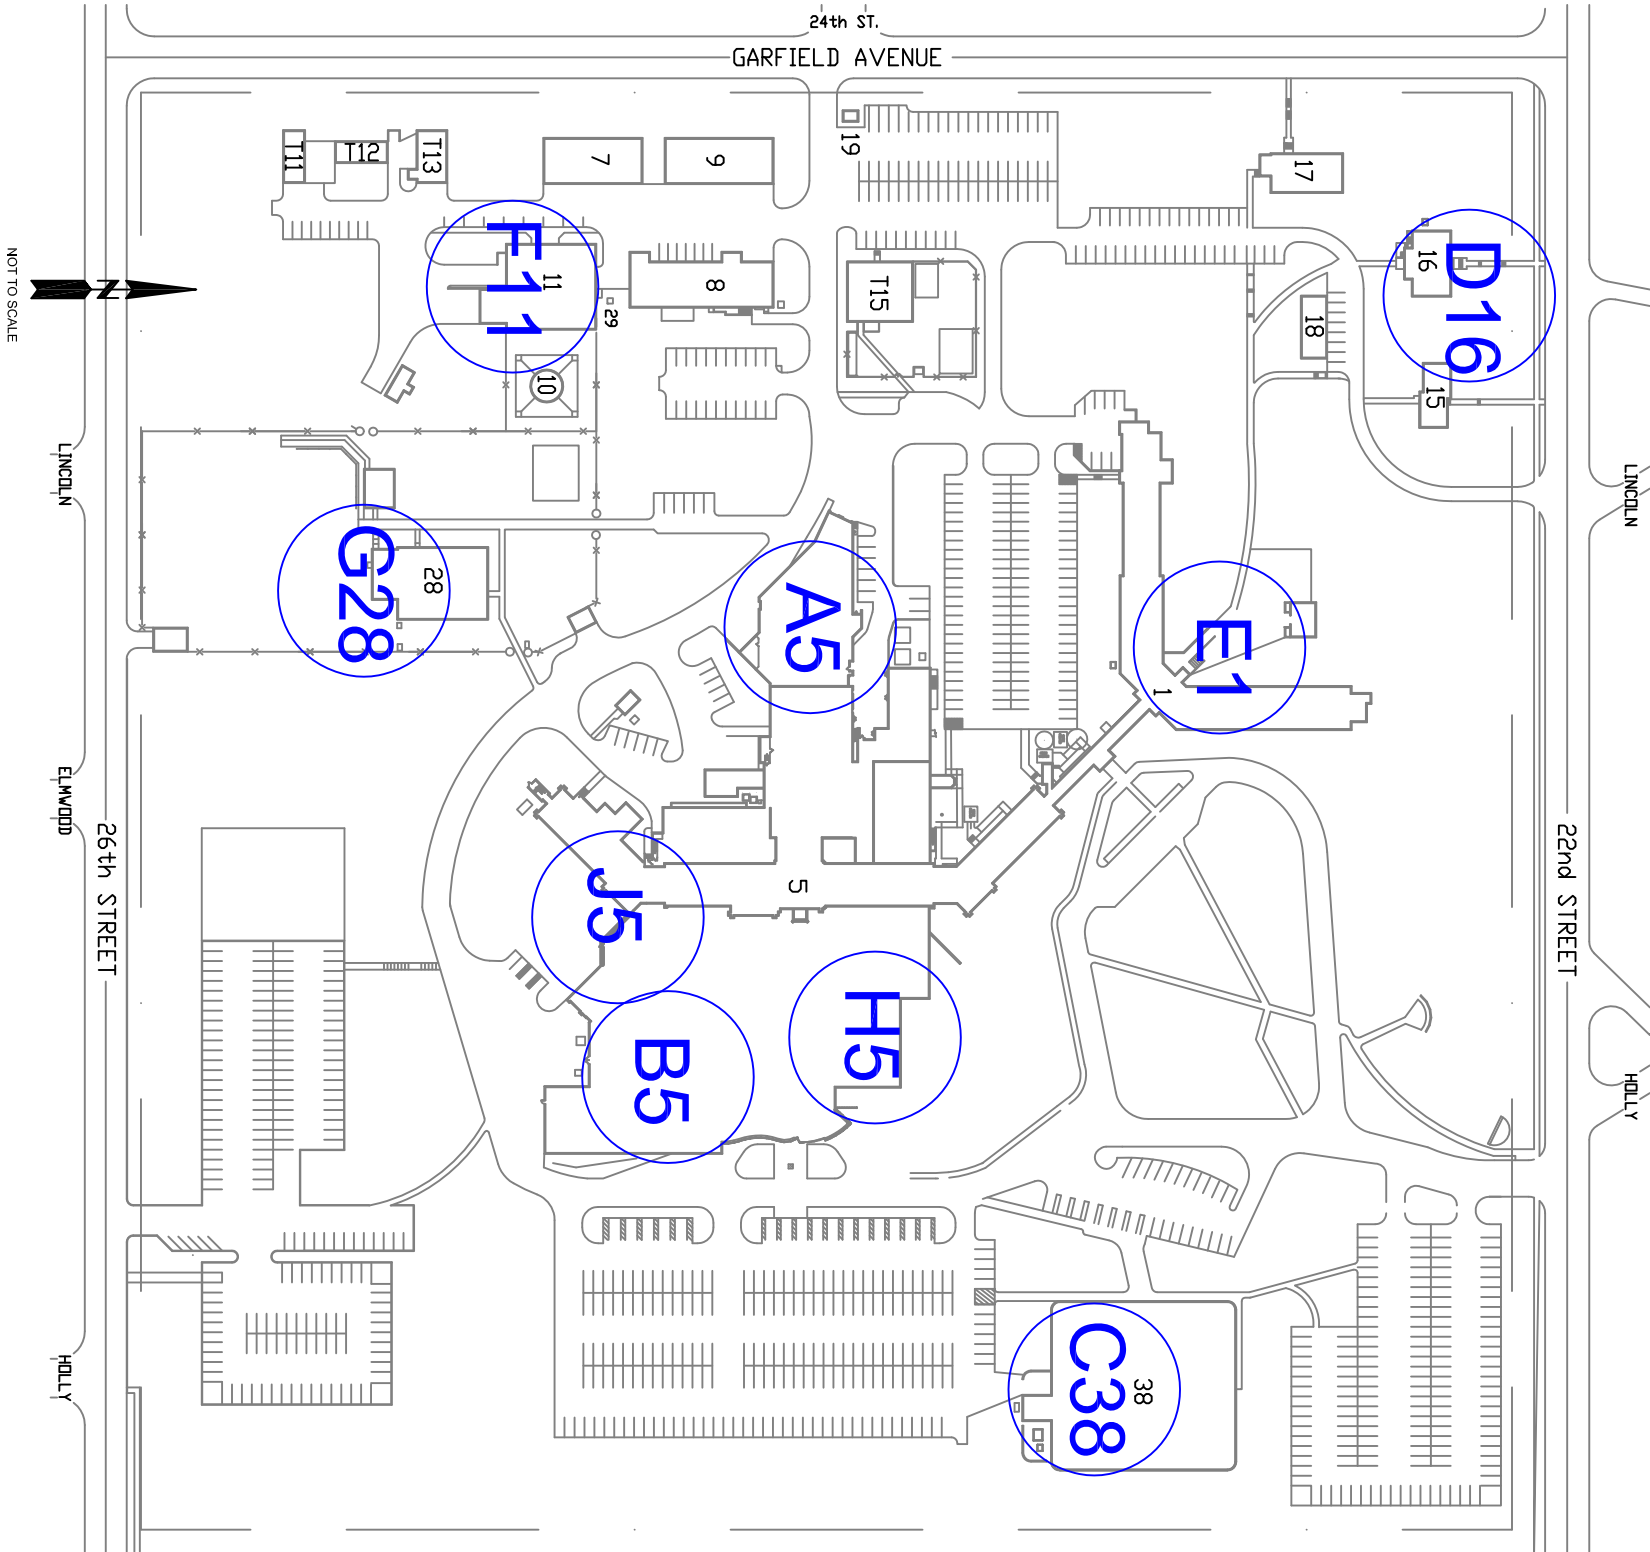 24th ST.
GARFIELD AVENUE
T11
T12
T13
7
9
19
17
F11
11
29
8
T15
16
D16
18
15
10
N
NOT TO SCALE
LINCOLN
LINCOLN
G28
28
A5
E1
1
ELMWOOD
26th STREET
22nd STREET
5
J5
H5
B5
HOLLY
C38
38
HOLLY